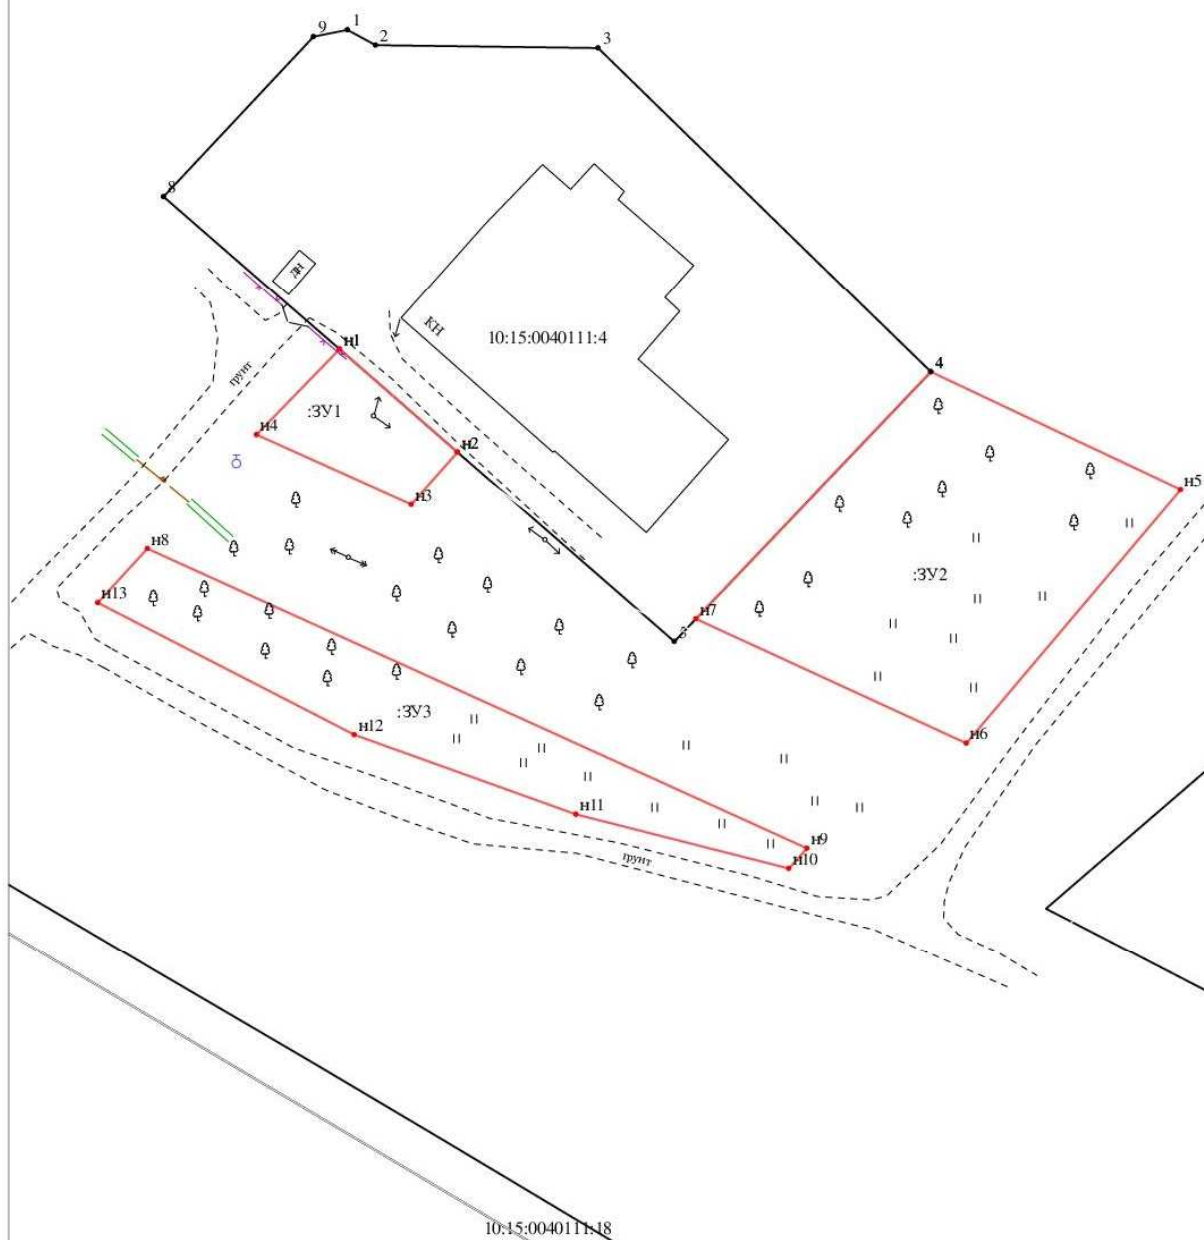 1
9
2
3
8
ДН
н1
КН
10:15:0040111:4
грунт
4
:ЗУ1
н4
н2
н5
н3
н8
:ЗУ2
н13
н7
5
:ЗУ3
н12
н6
н11
н9
грунт
н10
10:15:0040111:18